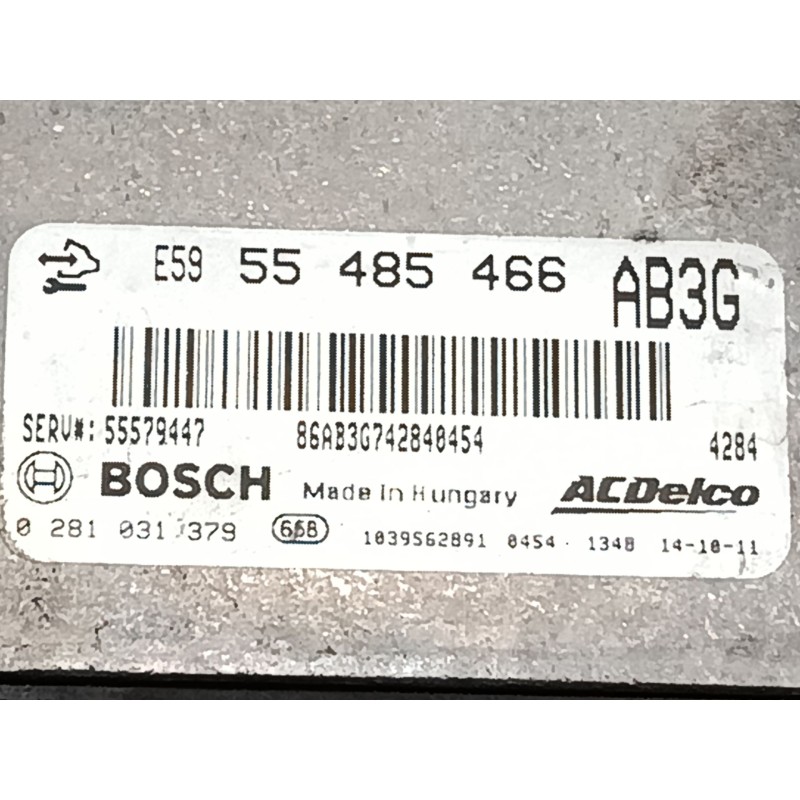 E59 55 485 466 AB3G
SERV#: 55579447 86AB3G742840454 4284
BOSCH Made in Hungary ACDelco
0 281 031 379 668 1039S62891 0454 1348 14-10-11